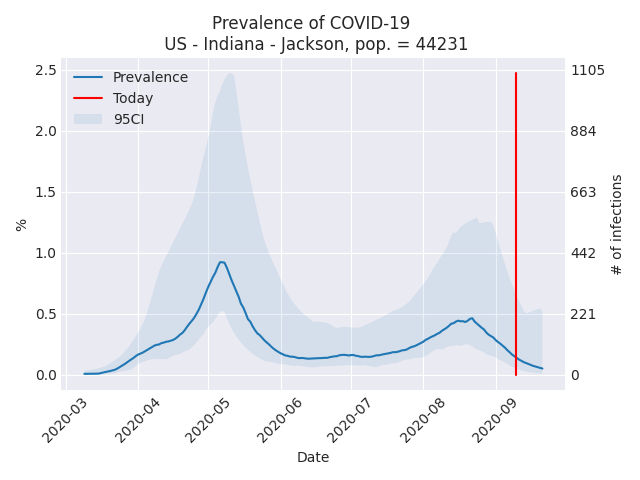 Prevalence of COVID-19
US - Indiana - Jackson, pop. = 44231
Prevalence
Today
95CI
2.5
2.0
1.5
1.0
0.5
0.0
%
1105
884
663
442
221
0
# of infections
2020-03
2020-04
2020-05
2020-06
2020-07
2020-08
2020-09
Date